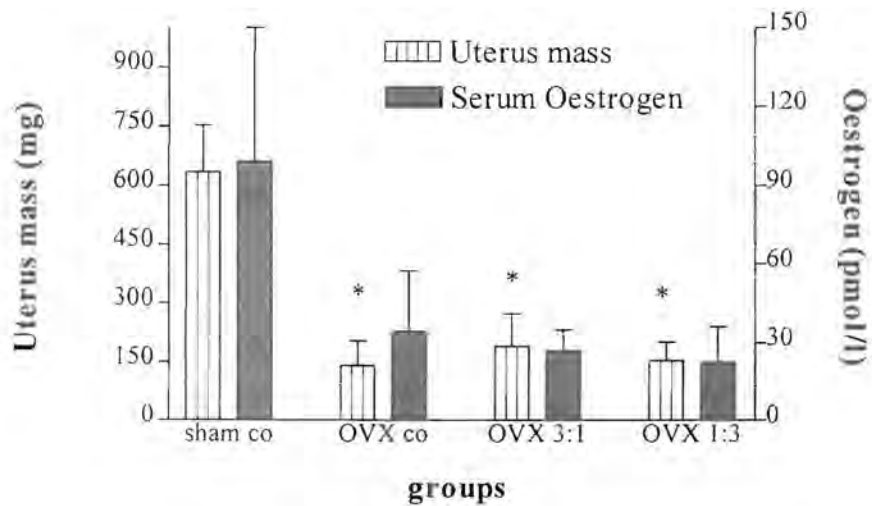 Uterus mass
Serum Oestrogen
Uterus mass (mg)
900
750
600
450
300
150
0
Oestrogen (pmol/l)
150
120
90
60
30
0
* * *
sham co OVX co OVX 3:1 OVX 1:3
groups